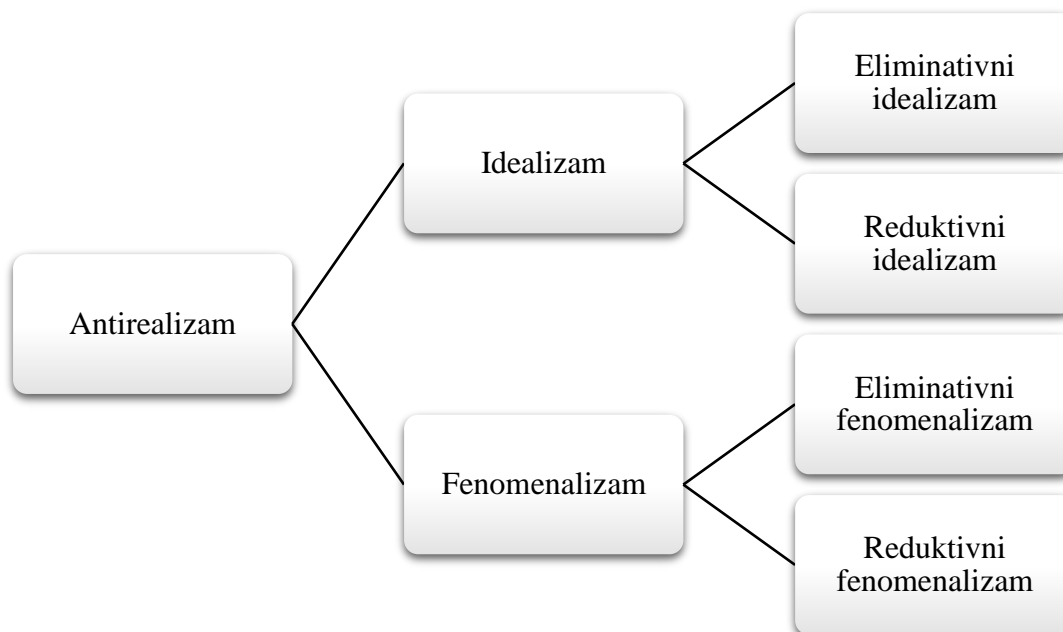 Antirealizam
Idealizam
Eliminativni
idealizam
Reduktivni
idealizam
Fenomenalizam
Eliminativni
fenomenalizam
Reduktivni
fenomenalizam